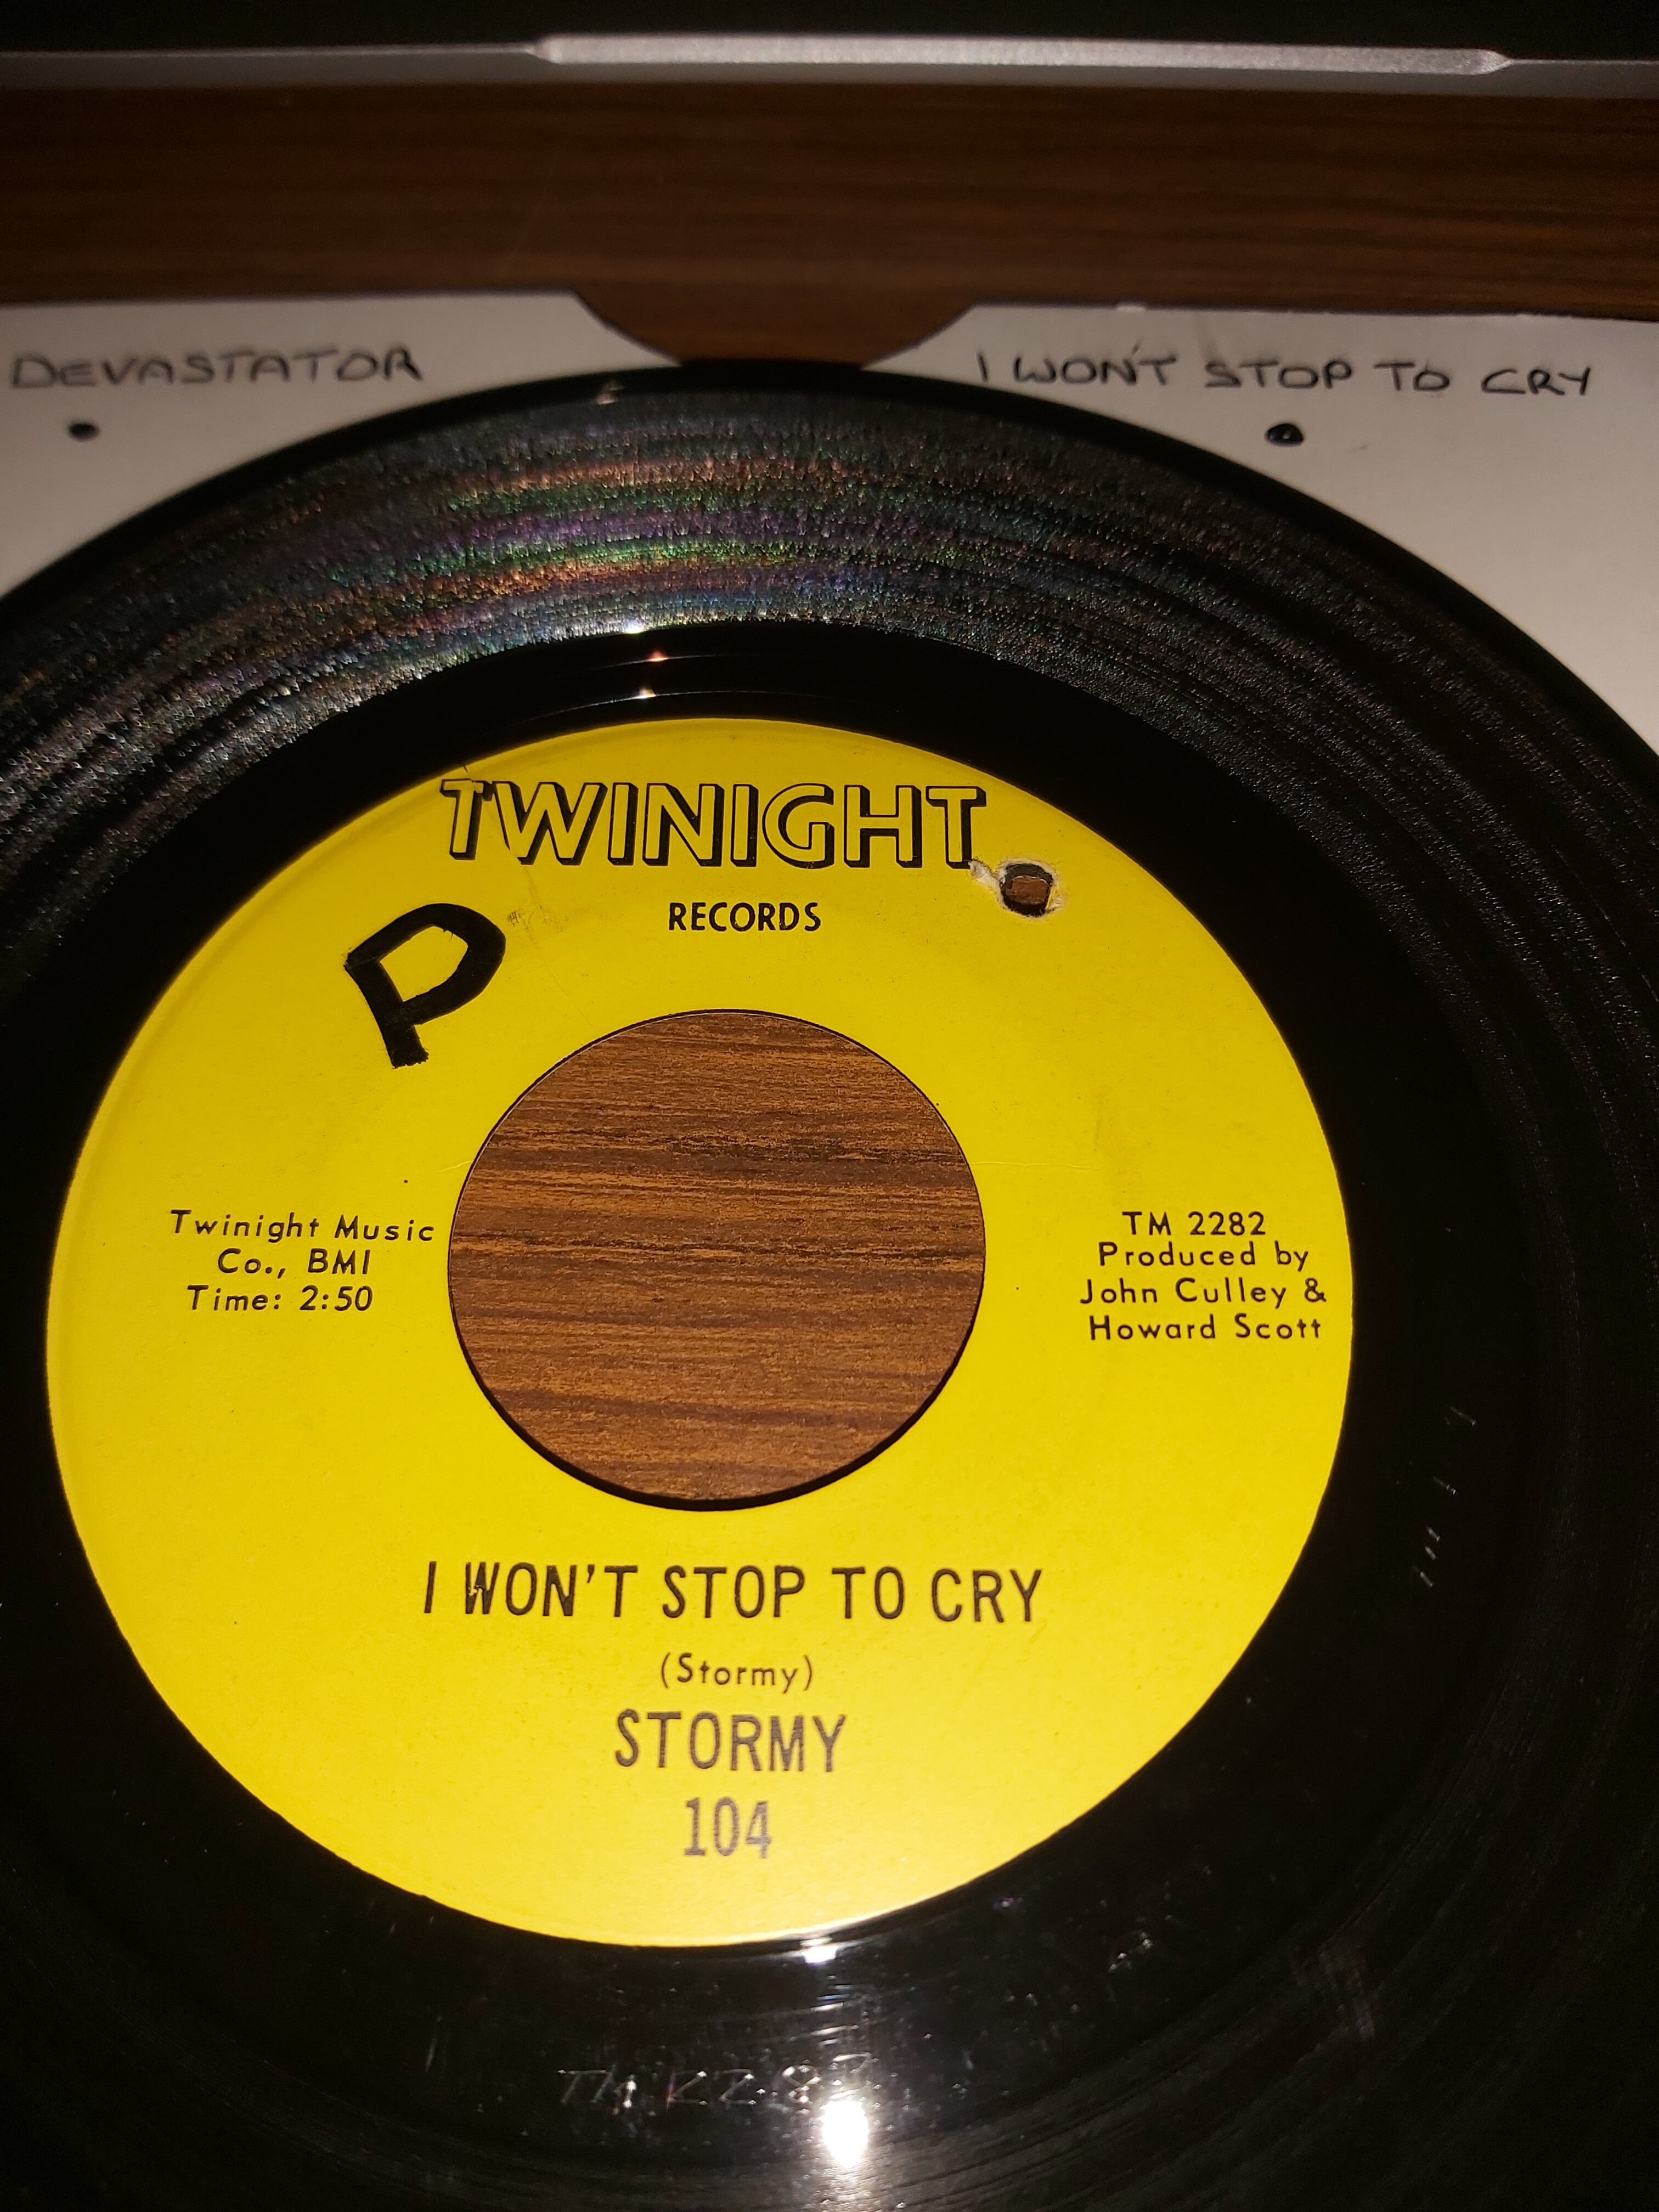 DEVASTATOR
I WON'T STOP TO CRY
TWINIGHT
RECORDS
P
Twinight Music
Co., BMI
Time: 2:50
TM 2282
Produced by
John Culley &
Howard Scott
I WON'T STOP TO CRY
(Stormy)
STORMY
104